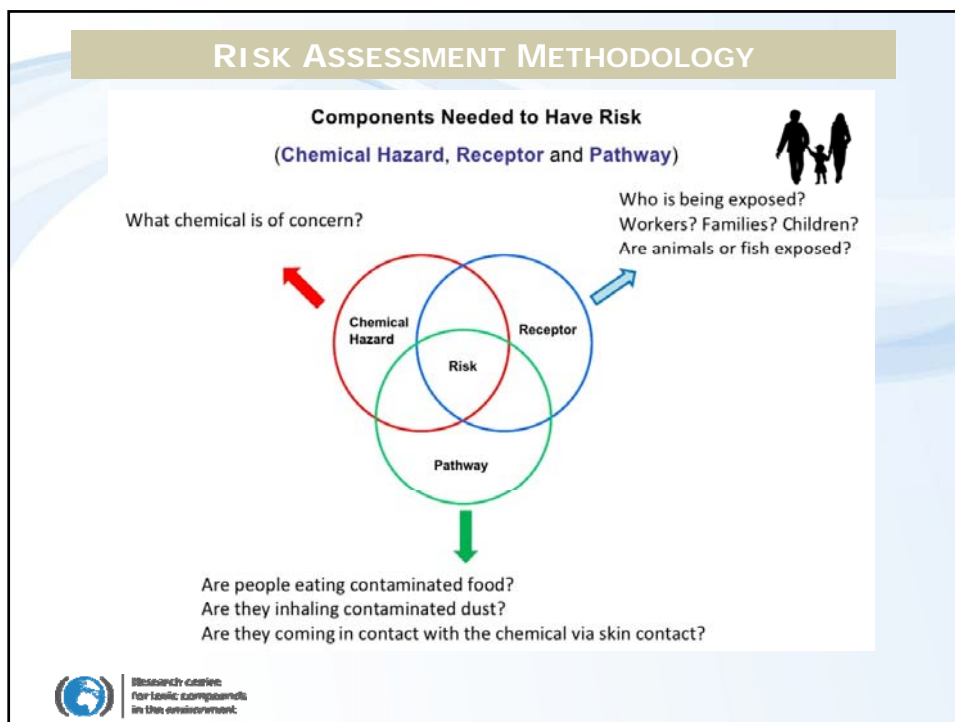 RISK ASSESSMENT METHODOLOGY
Components Needed to Have Risk
(Chemical Hazard, Receptor and Pathway)
What chemical is of concern?
Who is being exposed?
Workers? Families? Children?
Are animals or fish exposed?
Chemical
Hazard
Receptor
Risk
Pathway
Are people eating contaminated food?
Are they inhaling contaminated dust?
Are they coming in contact with the chemical via skin contact?
Research centre
for toxic compounds
in the environment